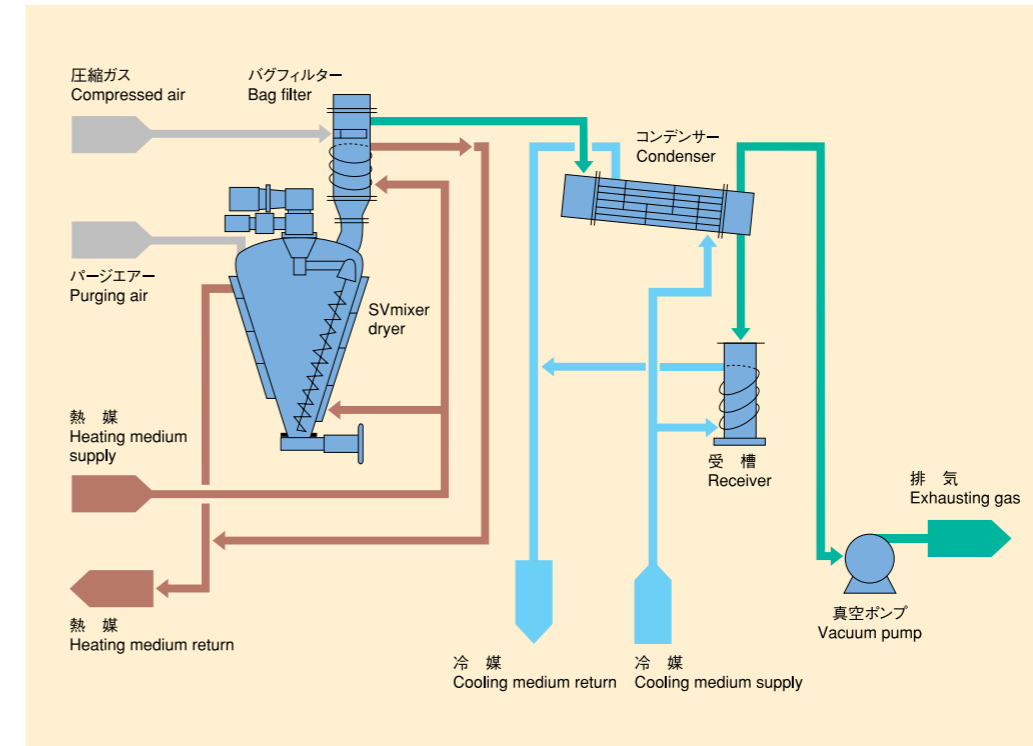 圧縮ガス
Compressed air
バグフィルター
Bag filter
コンデンサー
Condenser
パージエアー
Purging air
SVmixer
dryer
熱　媒
Heating medium
supply
受　槽
Receiver
排　気
Exhausting gas
真空ポンプ
Vacuum pump
熱　媒
Heating medium return
冷　媒
Cooling medium return
冷　媒
Cooling medium supply